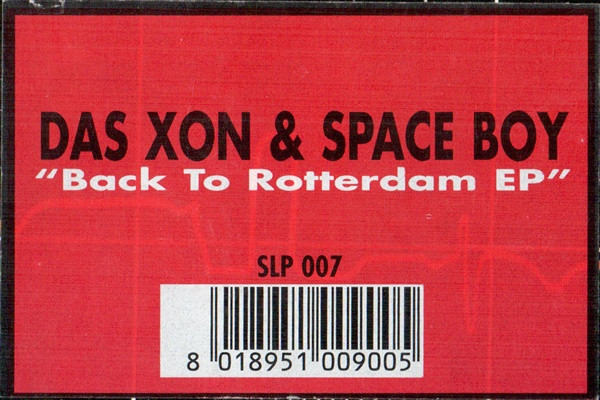 DAS XON & SPACE BOY
"Back To Rotterdam EP"
SLP 007
8 018951 009005